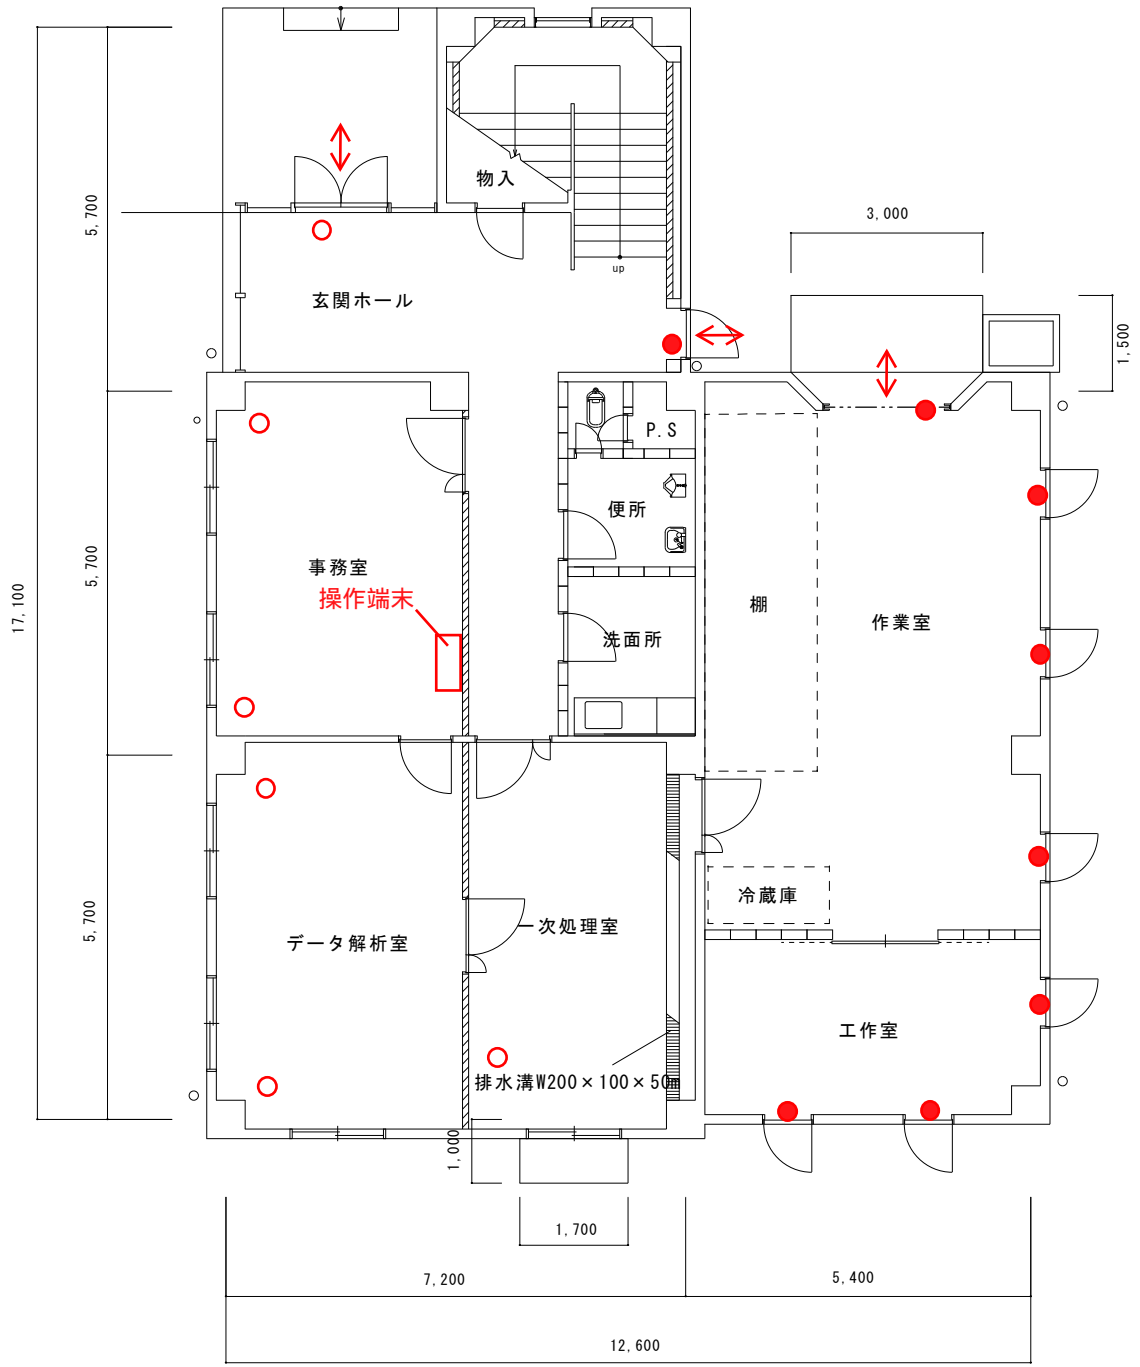 物入
up
3,000
5,700
玄関ホール
1,500
P.S
便所
事務室
5,700
17,100
操作端末
棚
作業室
洗面所
冷蔵庫
5,700
データ解析室
一次処理室
工作室
排水溝W200×100×50㎜
1,000
1,700
7,200
5,400
12,600